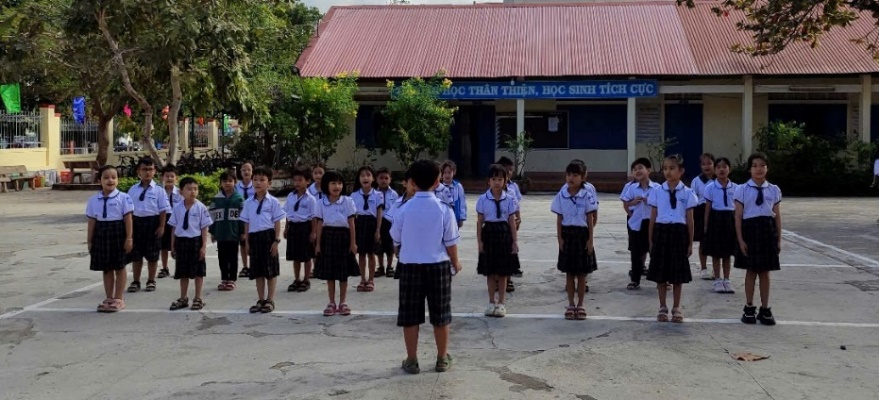 HỌC THÂN THIỆN, HỌC SINH TÍCH CỰC